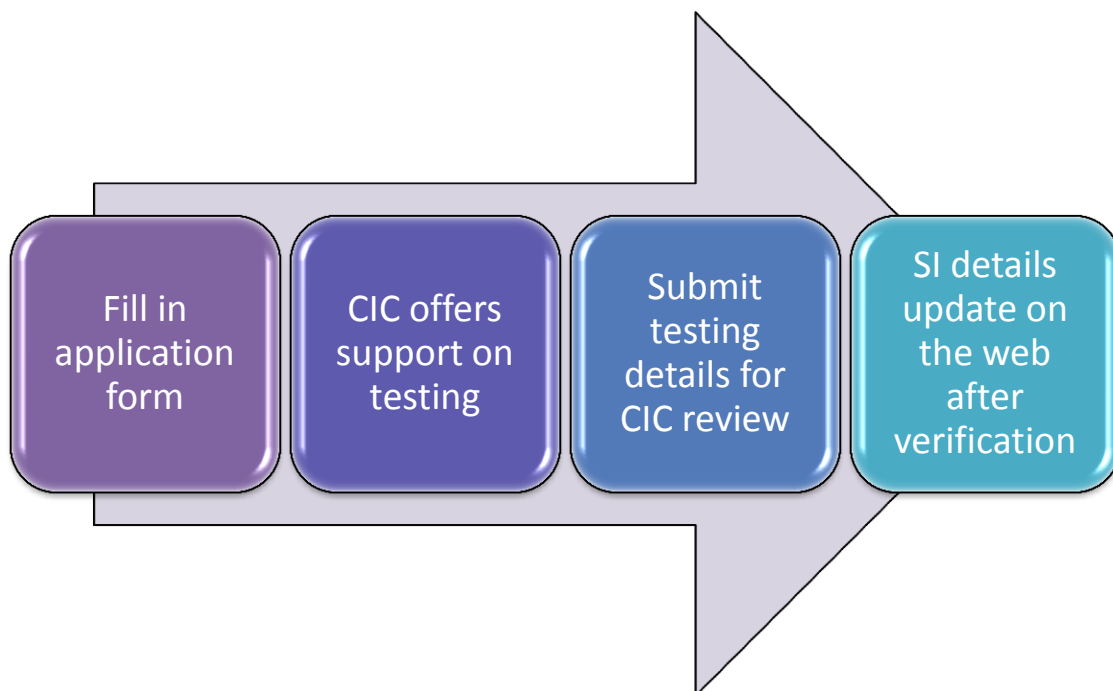 Fill in
application
form
CIC offers
support on
testing
Submit
testing
details for
CIC review
SI details
update on
the web
after
verification